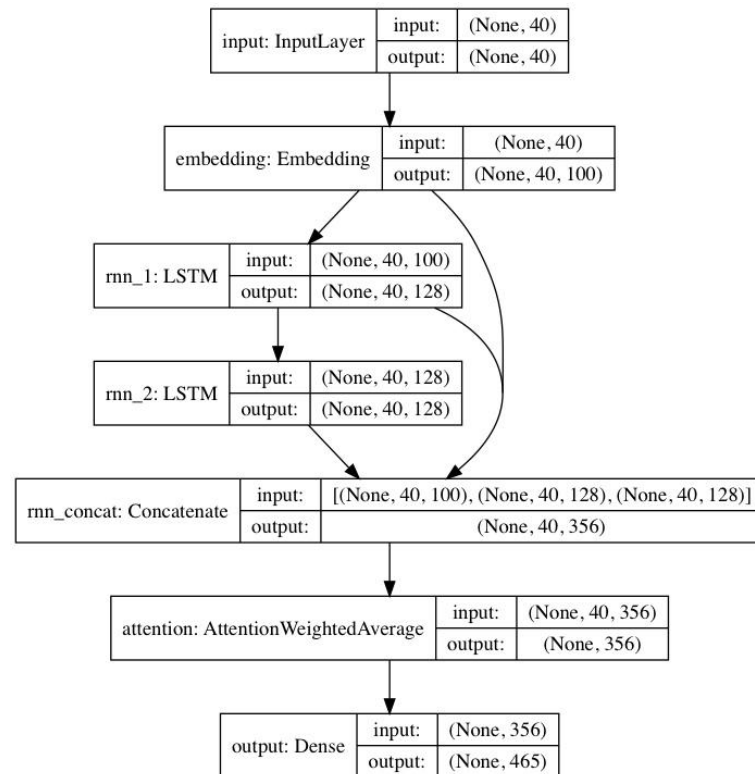 input: InputLayer input: (None, 40)
output: (None, 40)
embedding: Embedding input: (None, 40)
output: (None, 40, 100)
rnn_1: LSTM input: (None, 40, 100)
output: (None, 40, 128)
rnn_2: LSTM input: (None, 40, 128)
output: (None, 40, 128)
rnn_concat: Concatenate input: [(None, 40, 100), (None, 40, 128), (None, 40, 128)]
output: (None, 40, 356)
attention: AttentionWeightedAverage input: (None, 40, 356)
output: (None, 356)
output: Dense input: (None, 356)
output: (None, 465)